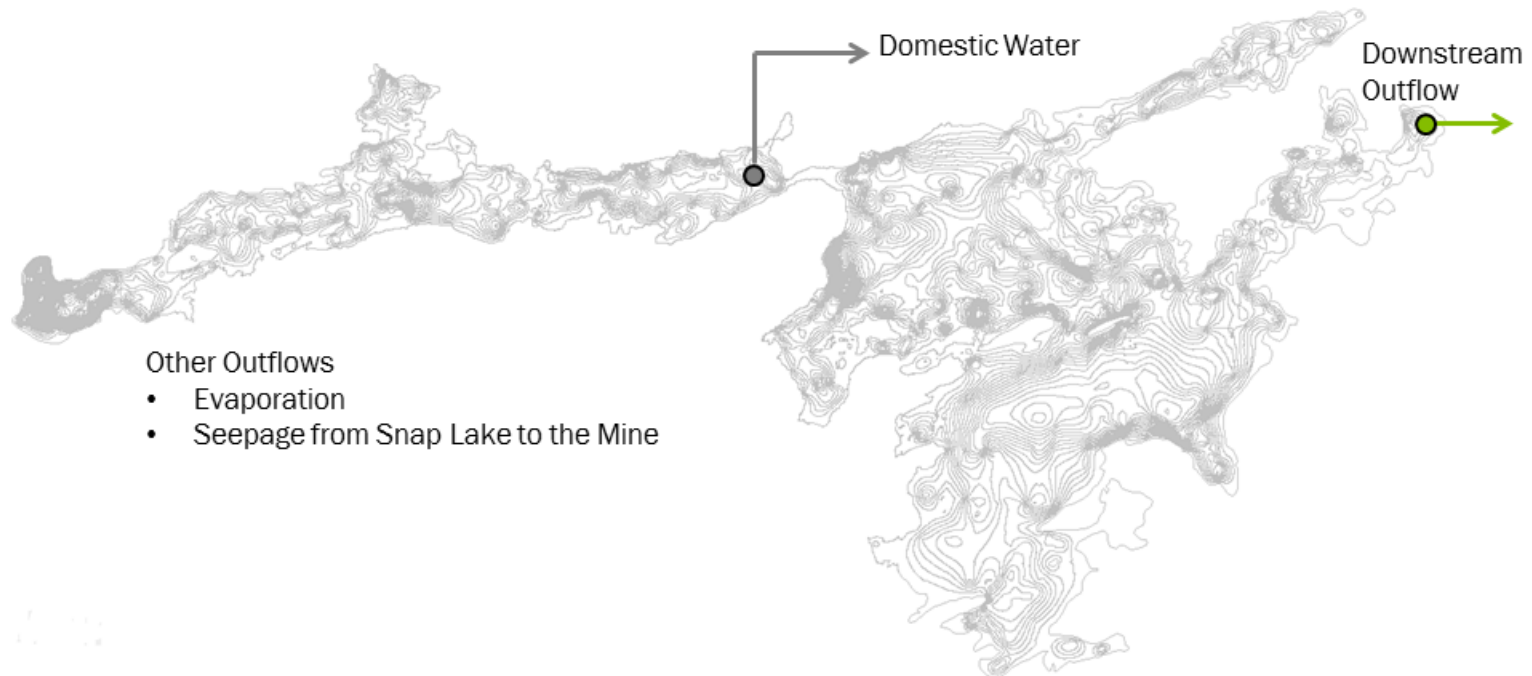 Domestic Water
Downstream
Outflow
Other Outflows
• Evaporation
• Seepage from Snap Lake to the Mine